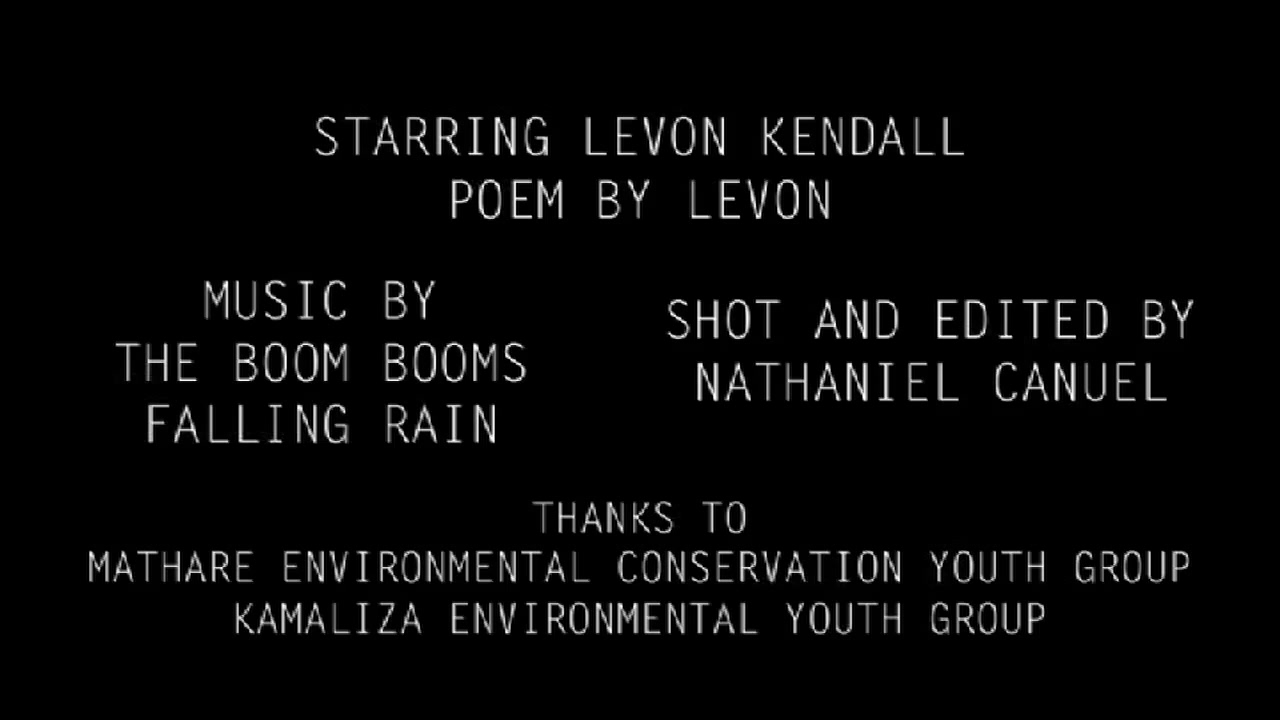 STARRING LEVON KENDALL
POEM BY LEVON
MUSIC BY
THE BOOM BOOMS
FALLING RAIN
SHOT AND EDITED BY
NATHANIEL CANUEL
THANKS TO
MATHARE ENVIRONMENTAL CONSERVATION YOUTH GROUP
KAMALIZA ENVIRONMENTAL YOUTH GROUP